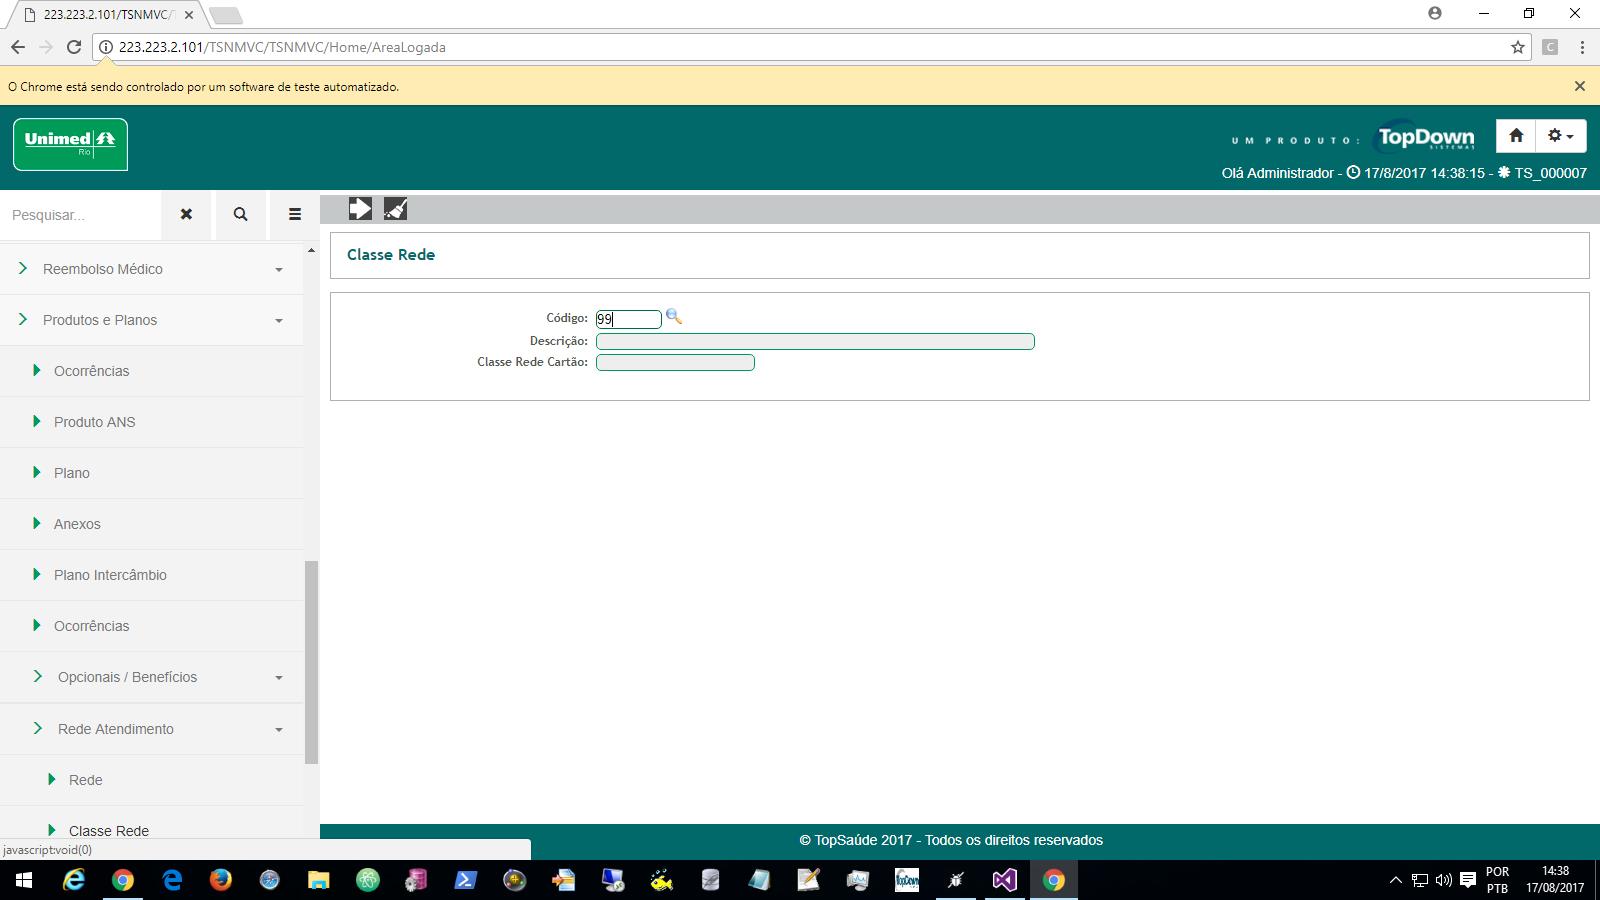 223.223.2.101/TSNMVC/T
223.223.2.101/TSNMVC/TSNMVC/Home/AreaLogada
C
O Chrome está sendo controlado por um software de teste automatizado.
Unimed
Rio
UM PRODUTO:
TopDown
SISTEMAS
Olá Administrador - 17/8/2017 14:38:15 - TS_000007
Pesquisar...
Reembolso Médico
Produtos e Planos
Ocorrências
Produto ANS
Plano
Anexos
Plano Intercâmbio
Ocorrências
Opcionais / Benefícios
Rede Atendimento
Rede
Classe Rede
javascript:void(0)
Classe Rede
Código: 99
Descrição:
Classe Rede Cartão:
© TopSaúde 2017 - Todos os direitos reservados
TopDown
POR
PTB
14:38
17/08/2017